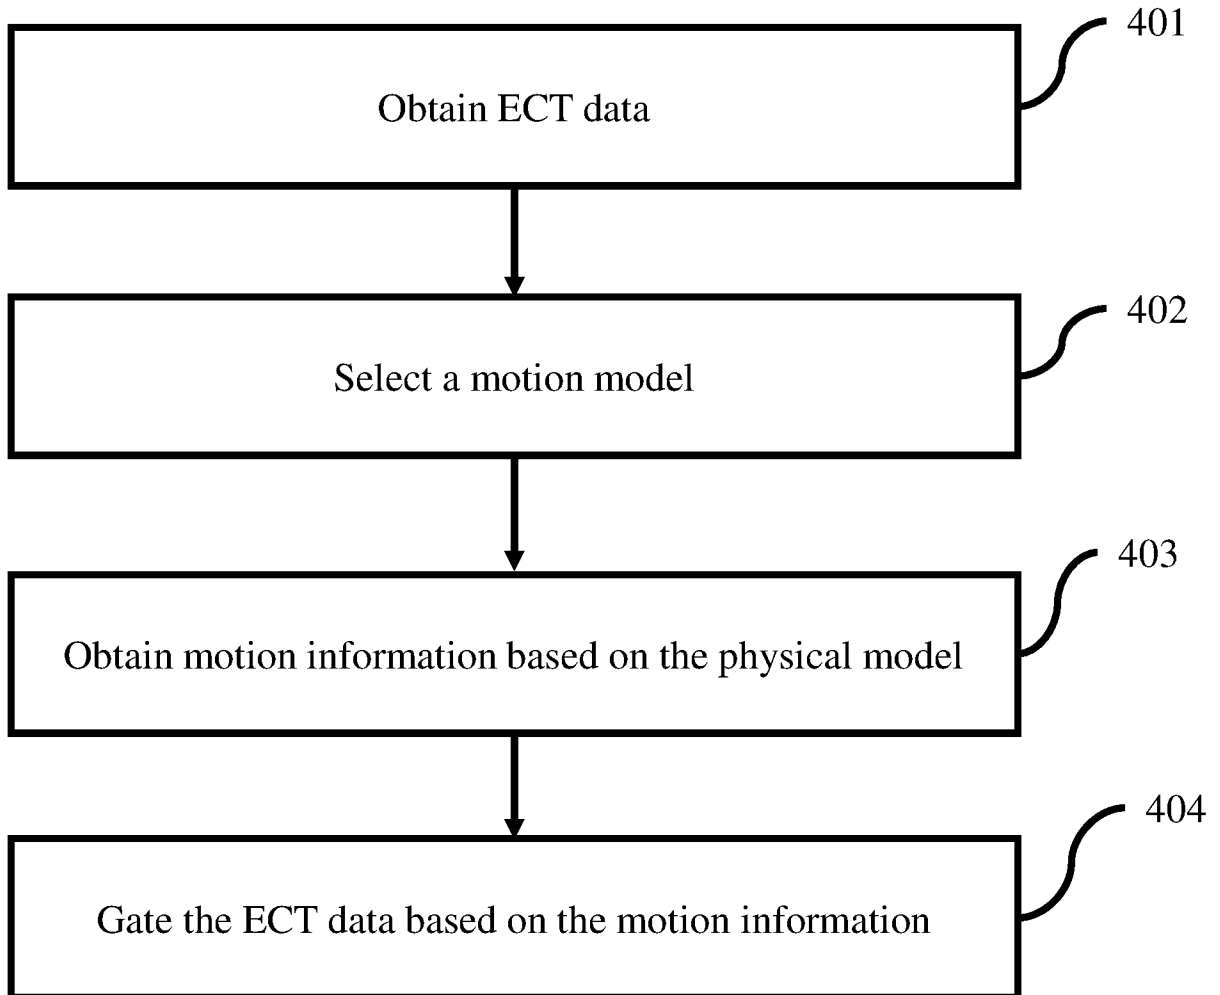 401
Obtain ECT data
402
Select a motion model
403
Obtain motion information based on the physical model
404
Gate the ECT data based on the motion information